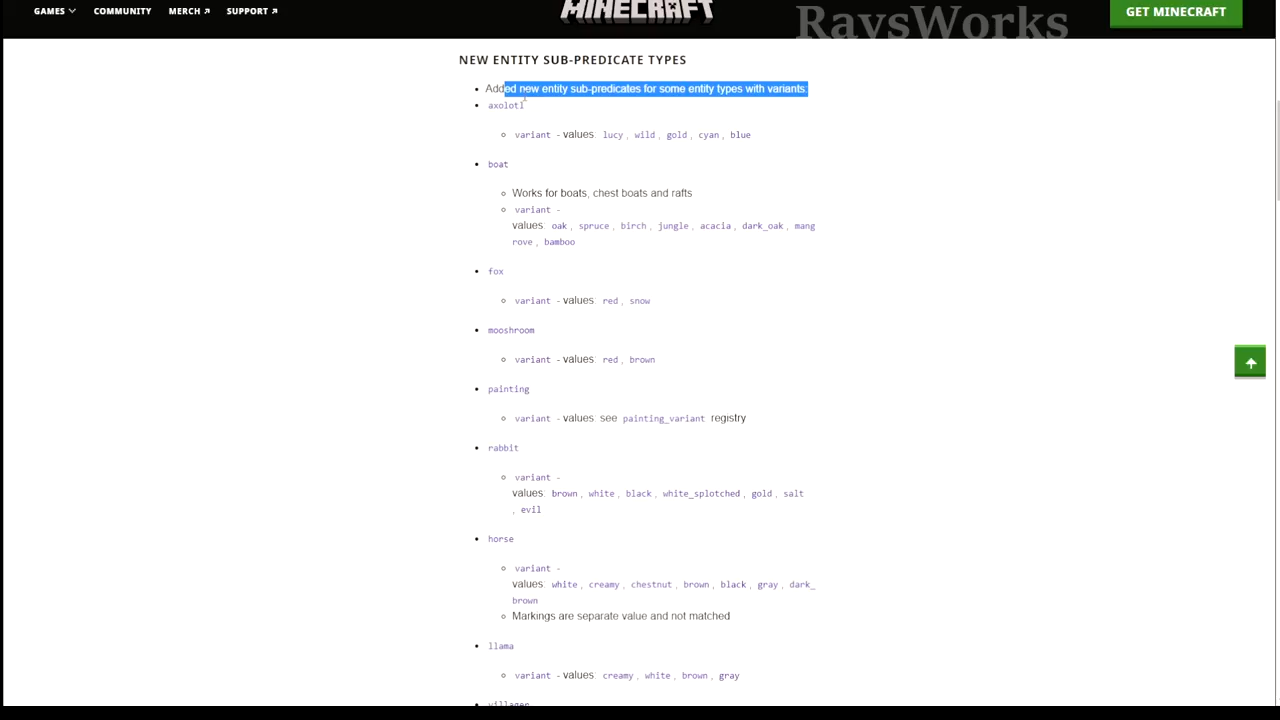 GAMES COMMUNITY MERCH SUPPORT MINECRAFT RaysWorks GET MINECRAFT
NEW ENTITY SUB-PREDICATE TYPES
Added new entity sub-predicates for some entity types with variants:
axolotl
variant - values: lucy, wild, gold, cyan, blue
boat
Works for boats, chest boats and rafts
variant -
values: oak, spruce, birch, jungle, acacia, dark_oak, mang
rove, bamboo
fox
variant - values: red, snow
mooshroom
variant - values: red, brown
painting
variant - values: see painting_variant registry
rabbit
variant -
values: brown, white, black, white_splotched, gold, salt
, evil
horse
variant -
values: white, creamy, chestnut, brown, black, gray, dark_
brown
Markings are separate value and not matched
llama
variant - values: creamy, white, brown, gray
villager